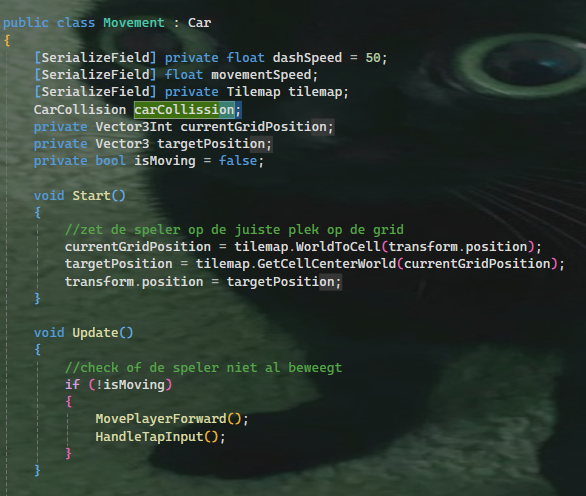 public class Movement : Car
{
[SerializeField] private float dashSpeed = 50;
[SerializeField] float movementSpeed;
[SerializeField] private Tilemap tilemap;
CarCollision carCollission;
private Vector3Int currentGridPosition;
private Vector3 targetPosition;
private bool isMoving = false;
void Start()
{
//zet de speler op de juiste plek op de grid
currentGridPosition = tilemap.WorldToCell(transform.position);
targetPosition = tilemap.GetCellCenterWorld(currentGridPosition);
transform.position = targetPosition;
}
void Update()
{
//check of de speler niet al beweegt
if (!isMoving)
{
MovePlayerForward();
HandleTapInput();
}
}